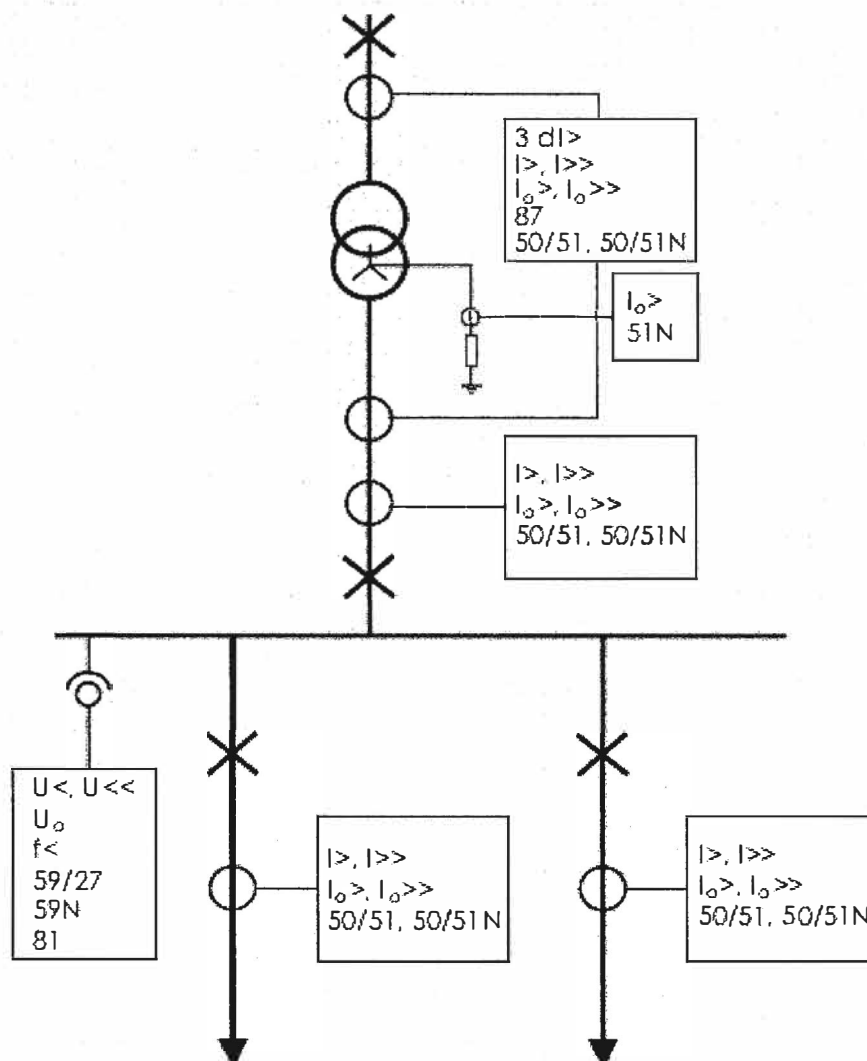 3 dI>
I>, I>>
Iₒ>, Iₒ>>
87
50/51, 50/51N
Iₒ>
51N
I>, I>>
Iₒ>, Iₒ>>
50/51, 50/51N
U<, U<<
Uₒ
f<
59/27
59N
81
I>, I>>
Iₒ>, Iₒ>>
50/51, 50/51N
I>, I>>
Iₒ>, Iₒ>>
50/51, 50/51N